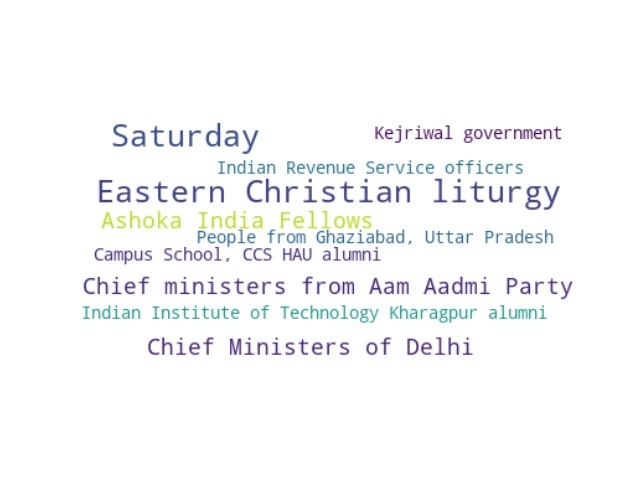 Saturday
Kejriwal government
Indian Revenue Service officers
Eastern Christian liturgy
Ashoka India Fellows
People from Ghaziabad, Uttar Pradesh
Campus School, CCS HAU alumni
Chief ministers from Aam Aadmi Party
Indian Institute of Technology Kharagpur alumni
Chief Ministers of Delhi